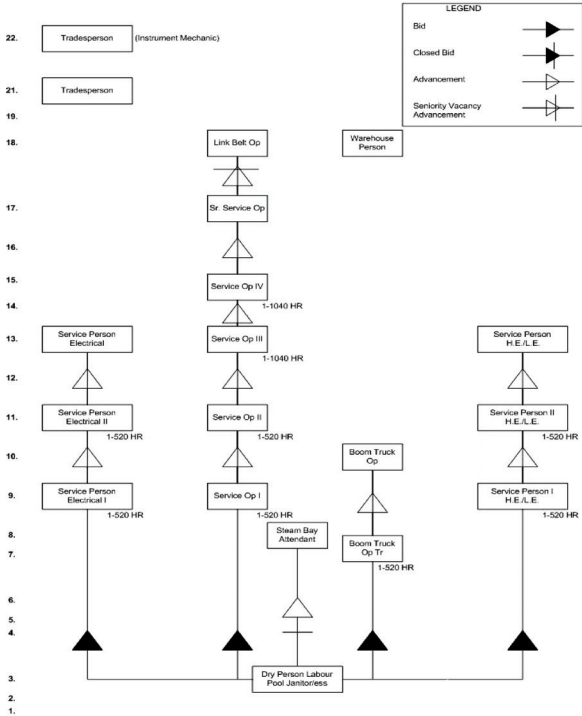 LEGEND
Bid
Closed Bid
Advancement
Seniority Vacancy
Advancement
22.
Tradesperson
(Instrument Mechanic)
21.
Tradesperson
19.
18.
Link Belt Op
Warehouse
Person
17.
Sr. Service Op
16.
15.
Service Op IV
14.
1-1040 HR
13.
Service Person
Electrical
Service Op III
1-1040 HR
Service Person
H.E./L.E.
12.
11.
Service Person
Electrical II
1-520 HR
Service Op II
1-520 HR
Service Person II
H.E./L.E.
1-520 HR
10.
Boom Truck
Op
9.
Service Person
Electrical I
1-520 HR
Service Op I
1-520 HR
Service Person I
H.E./L.E.
1-520 HR
8.
Steam Bay
Attendant
7.
Boom Truck
Op Tr
1-520 HR
6.
5.
4.
3.
Dry Person Labour
Pool Janitor/ess
2.
1.